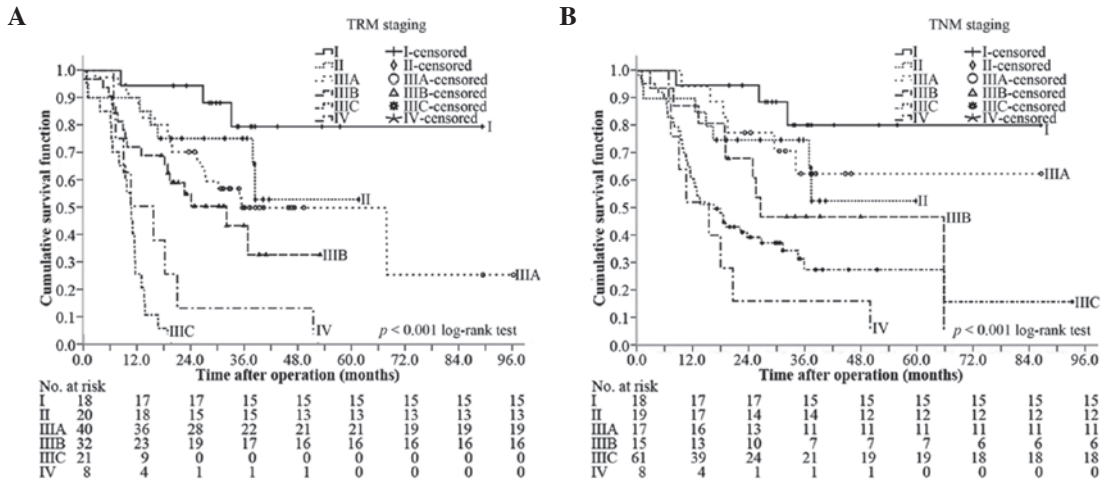 A
TRM staging
I I-censored
II II-censored
IIIA IIIA-censored
IIIB IIIB-censored
IIIC IIIC-censored
IV IV-censored
Cumulative survival function
1.0
0.9
0.8
0.7
0.6
0.5
0.4
0.3
0.2
0.1
0.0
I
II
IIIA
IIIB
IIIC
IV
p < 0.001 log-rank test
0.0 12.0 24.0 36.0 48.0 60.0 72.0 84.0 96.0
Time after operation (months)
No. at risk
I 18 17 17 15 15 15 15 15 15
II 20 18 15 15 13 13 13 13 13
IIIA 40 36 28 22 21 21 19 19 19
IIIB 32 23 19 17 16 16 16 16 16
IIIC 21 9 0 0 0 0 0 0 0
IV 8 4 1 1 1 0 0 0 0
B
TNM staging
I I-censored
II II-censored
IIIA IIIA-censored
IIIB IIIB-censored
IIIC IIIC-censored
IV IV-censored
Cumulative survival function
1.0
0.9
0.8
0.7
0.6
0.5
0.4
0.3
0.2
0.1
0.0
I
IIIA
II
IIIB
IIIC
IV
p < 0.001 log-rank test
0.0 12.0 24.0 36.0 48.0 60.0 72.0 84.0 96.0
Time after operation (months)
No. at risk
I 18 17 17 15 15 15 15 15 15
II 19 17 14 14 12 12 12 12 12
IIIA 17 16 13 11 11 11 11 11 11
IIIB 15 13 10 7 7 7 6 6 6
IIIC 61 39 24 21 19 19 18 18 18
IV 8 4 1 1 1 0 0 0 0